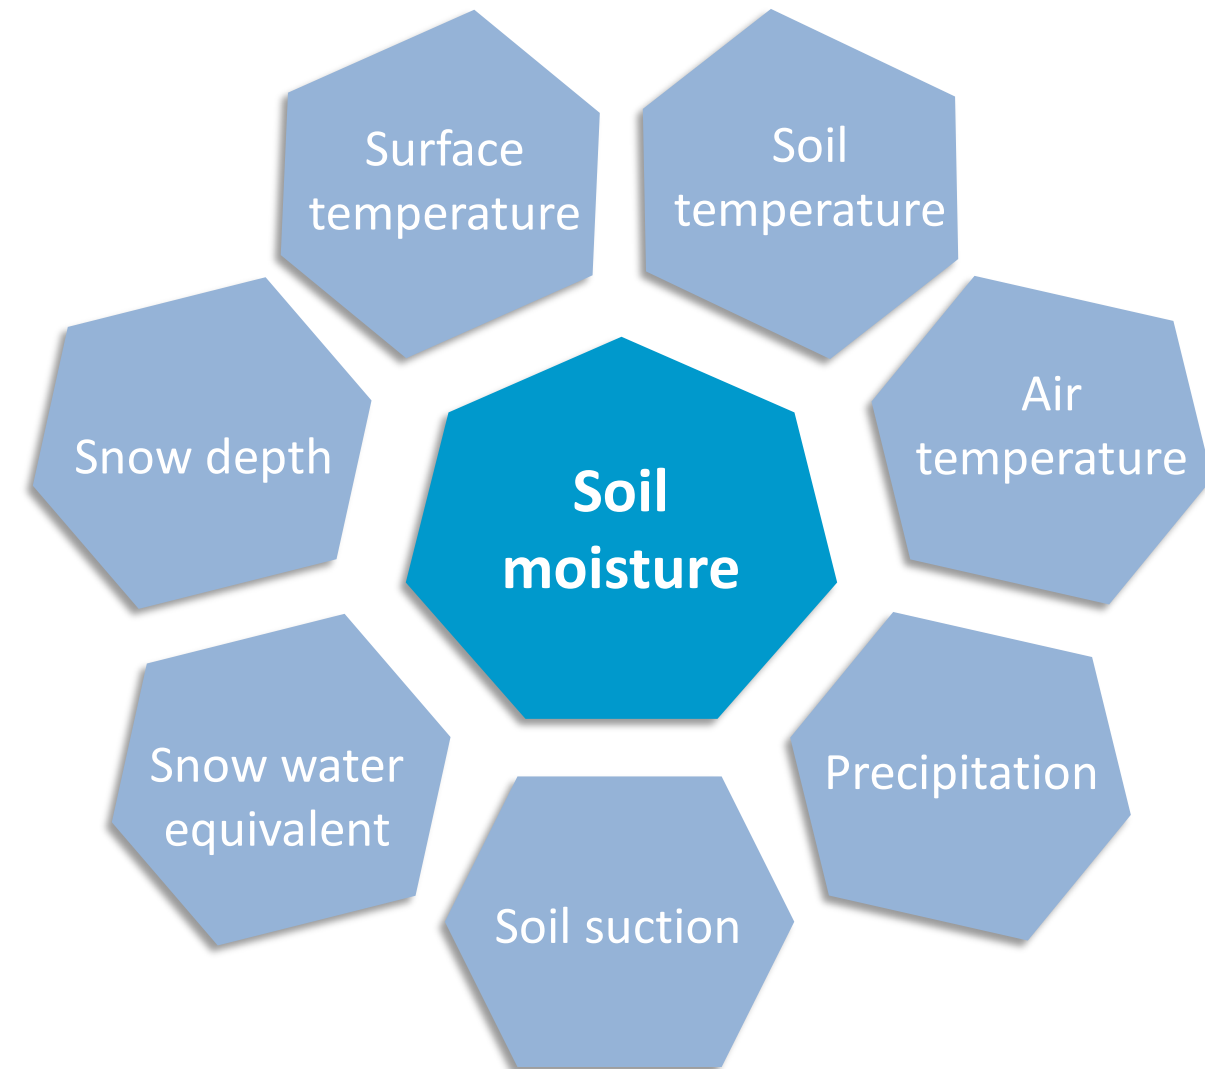 Surface
temperature
Soil
temperature
Air
temperature
Snow depth
Soil
moisture
Snow water
equivalent
Precipitation
Soil suction